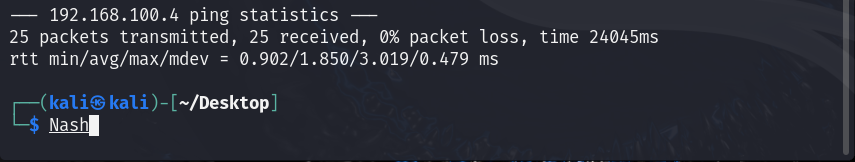 --- 192.168.100.4 ping statistics ---
25 packets transmitted, 25 received, 0% packet loss, time 24045ms
rtt min/avg/max/mdev = 0.902/1.850/3.019/0.479 ms
┌──(kali㉿kali)-[~/Desktop]
└─$ Nash